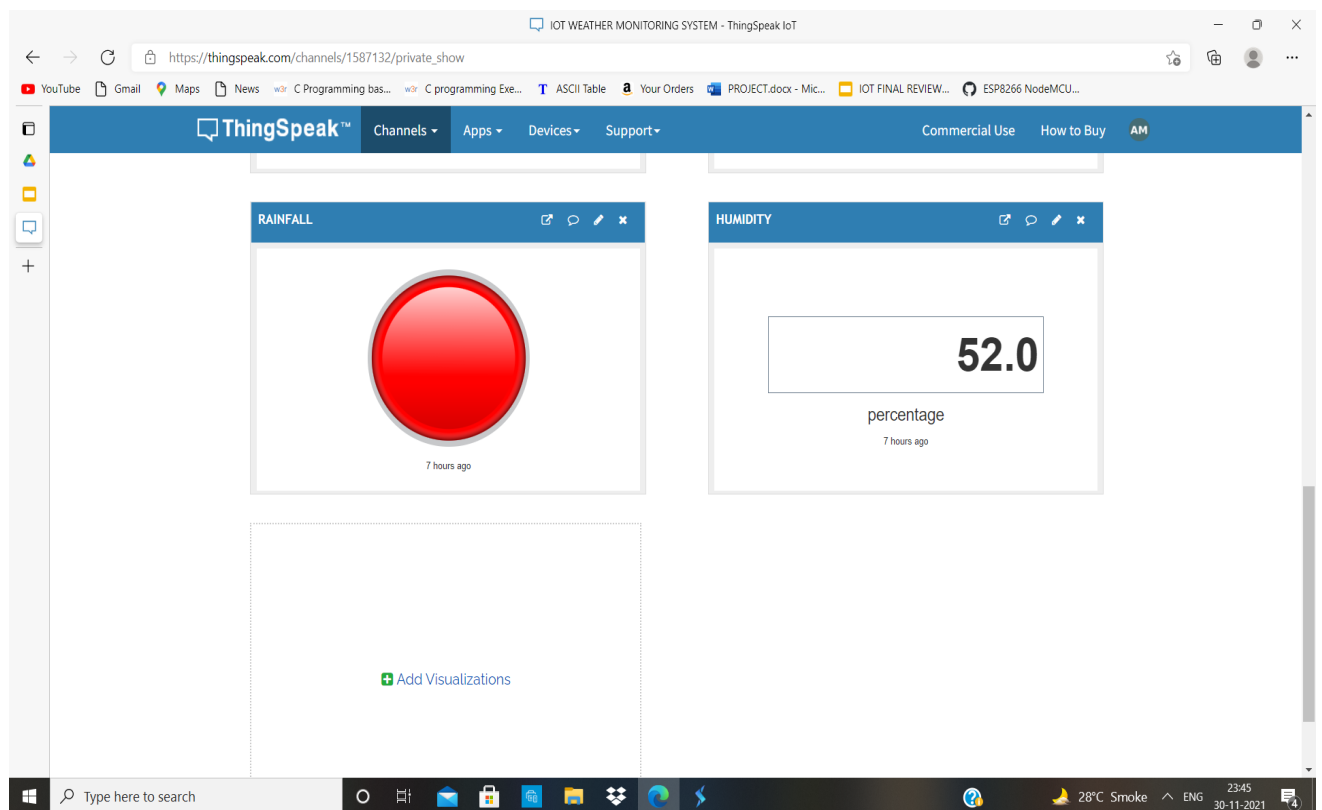 IOT WEATHER MONITORING SYSTEM - ThingSpeak IoT
https://thingspeak.com/channels/1587132/private_show
YouTube Gmail Maps News w3r C Programming bas... w3r C programming Exe... T ASCII Table a Your Orders PROJECT.docx - Mic... IOT FINAL REVIEW... ESP8266 NodeMCU...
ThingSpeak™ Channels Apps Devices Support Commercial Use How to Buy AM
RAINFALL
7 hours ago
HUMIDITY
52.0
percentage
7 hours ago
Add Visualizations
Type here to search
28°C Smoke ENG 23:45
30-11-2021 4